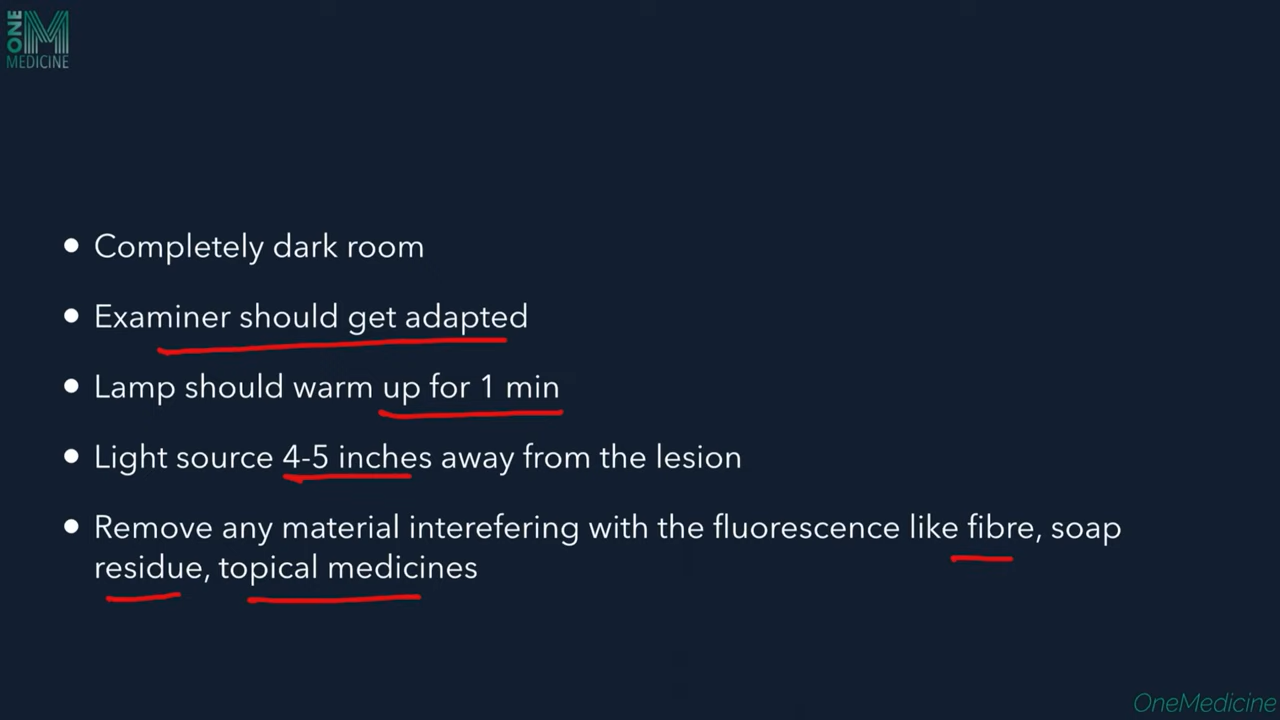 ONE
M
MEDICINE
• Completely dark room
• Examiner should get adapted
• Lamp should warm up for 1 min
• Light source 4-5 inches away from the lesion
• Remove any material interefering with the fluorescence like fibre, soap
residue, topical medicines
OneMedicine